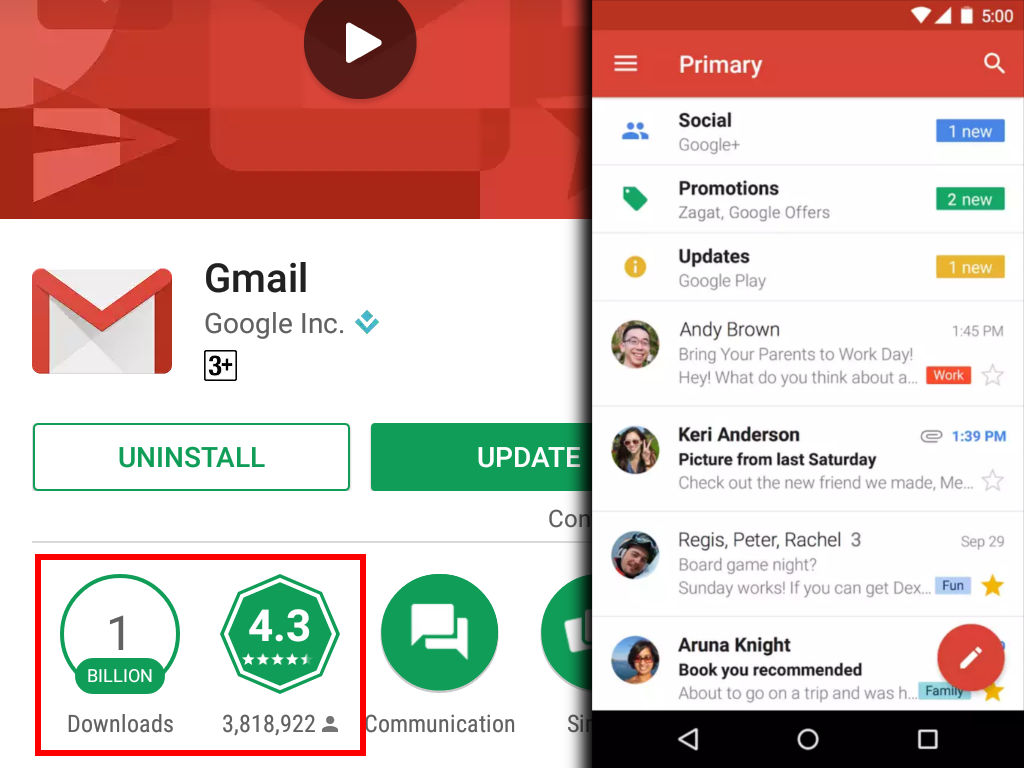 Gmail
Google Inc.
3+
UNINSTALL
UPDATE
1
BILLION
Downloads
4.3
3,818,922
Communication
5:00
Primary
Social
1 new
Google+
Promotions
2 new
Zagat, Google Offers
Updates
1 new
Google Play
Andy Brown
1:45 PM
Bring Your Parents to Work Day!
Hey! What do you think about a...
Work
Keri Anderson
1:39 PM
Picture from last Saturday
Check out the new friend we made, Me...
Regis, Peter, Rachel 3
Sep 29
Board game night?
Sunday works! If you can get Dex...
Fun
Aruna Knight
Book you recommended
About to go on a trip and was h...
Family